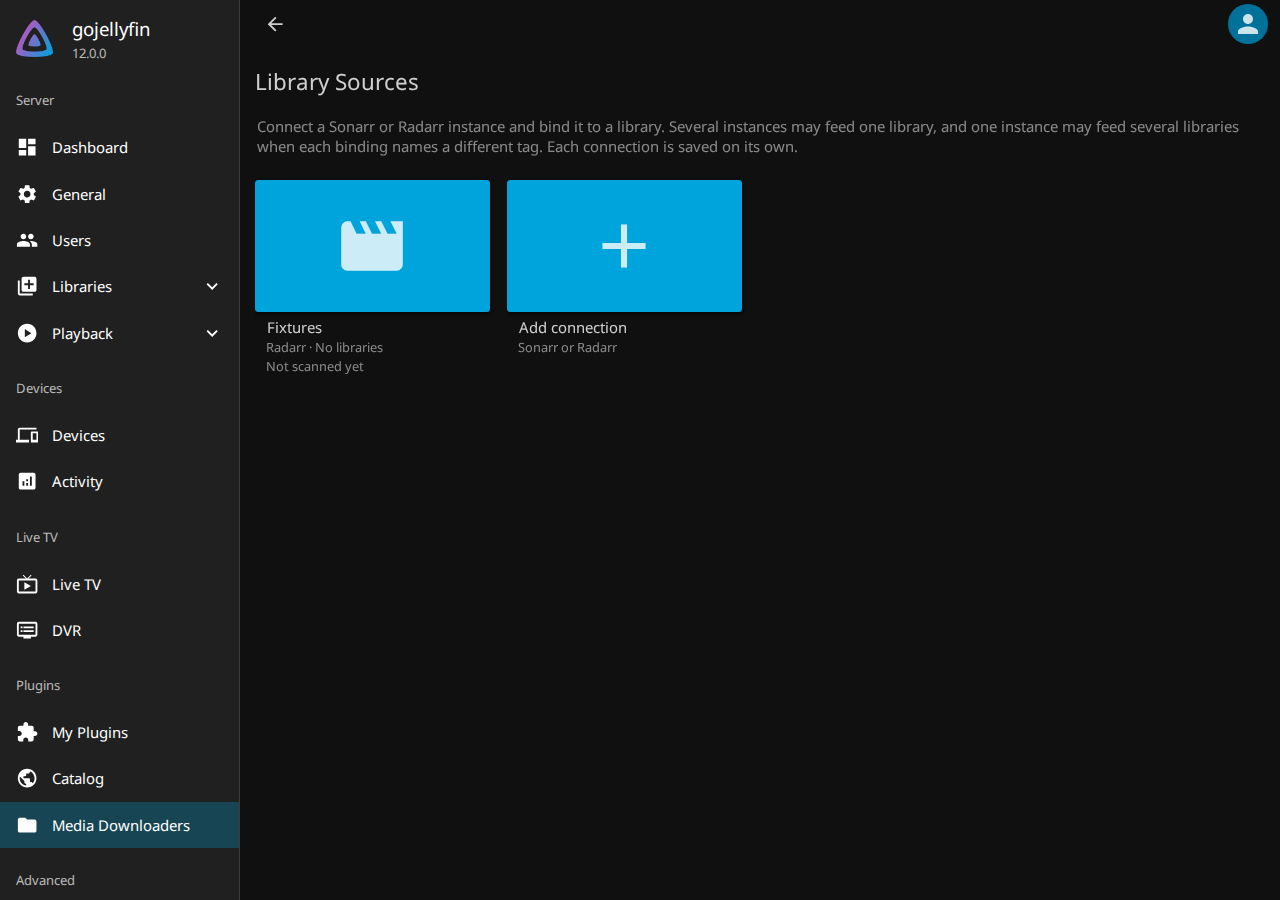 gojellyfin
12.0.0
Server
Dashboard
General
Users
Libraries
Playback
Devices
Devices
Activity
Live TV
Live TV
DVR
Plugins
My Plugins
Catalog
Media Downloaders
Advanced
Library Sources
Connect a Sonarr or Radarr instance and bind it to a library. Several instances may feed one library, and one instance may feed several libraries
when each binding names a different tag. Each connection is saved on its own.
Fixtures
Radarr · No libraries
Not scanned yet
Add connection
Sonarr or Radarr